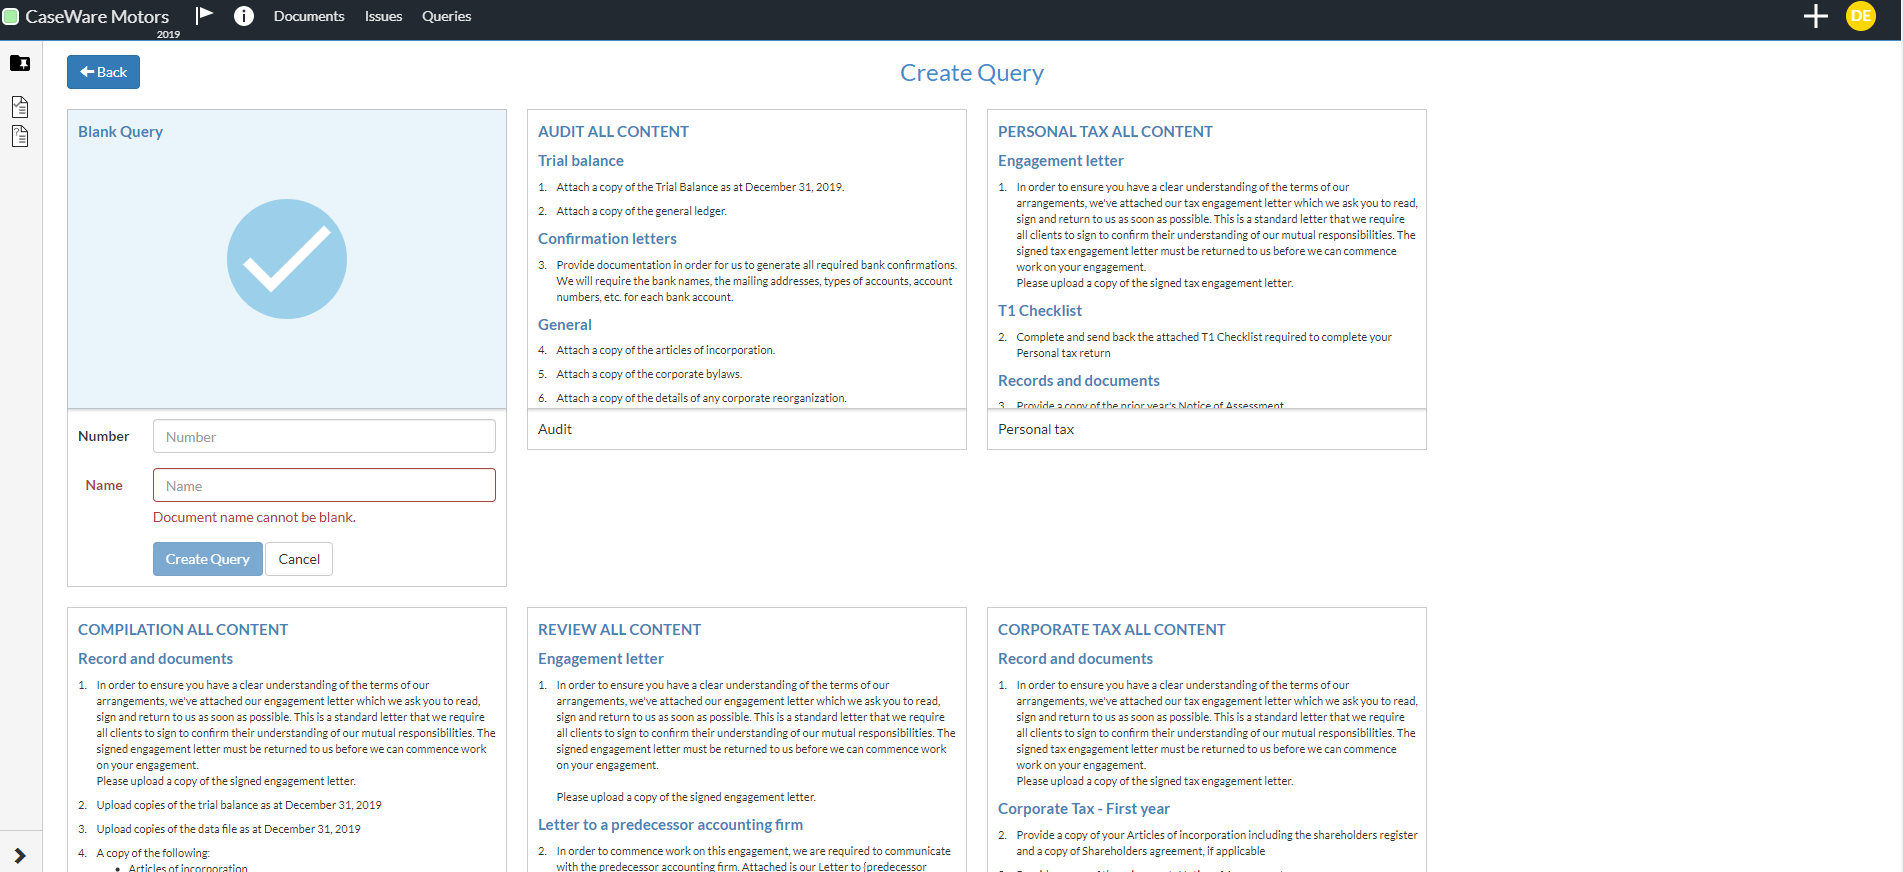 CaseWare Motors
2019
Documents Issues Queries
DE
Back
Create Query
Blank Query
Number
Number
Name
Name
Document name cannot be blank.
Create Query Cancel
AUDIT ALL CONTENT
Trial balance
1. Attach a copy of the Trial Balance as at December 31, 2019.
2. Attach a copy of the general ledger.
Confirmation letters
3. Provide documentation in order for us to generate all required bank confirmations.
We will require the bank names, the mailing addresses, types of accounts, account
numbers, etc. for each bank account.
General
4. Attach a copy of the articles of incorporation.
5. Attach a copy of the corporate bylaws.
6. Attach a copy of the details of any corporate reorganization.
Audit
PERSONAL TAX ALL CONTENT
Engagement letter
1. In order to ensure you have a clear understanding of the terms of our
arrangements, we've attached our tax engagement letter which we ask you to read,
sign and return to us as soon as possible. This is a standard letter that we require
all clients to sign to confirm their understanding of our mutual responsibilities. The
signed tax engagement letter must be returned to us before we can commence
work on your engagement.
Please upload a copy of the signed tax engagement letter.
T1 Checklist
2. Complete and send back the attached T1 Checklist required to complete your
Personal tax return
Records and documents
3. Provide a copy of the prior year's Notice of Assessment
Personal tax
COMPILATION ALL CONTENT
Record and documents
1. In order to ensure you have a clear understanding of the terms of our
arrangements, we've attached our engagement letter which we ask you to read,
sign and return to us as soon as possible. This is a standard letter that we require
all clients to sign to confirm their understanding of our mutual responsibilities. The
signed engagement letter must be returned to us before we can commence work
on your engagement.
Please upload a copy of the signed engagement letter.
2. Upload copies of the trial balance as at December 31, 2019
3. Upload copies of the data file as at December 31, 2019
4. A copy of the following:
• Articles of incorporation
REVIEW ALL CONTENT
Engagement letter
1. In order to ensure you have a clear understanding of the terms of our
arrangements, we've attached our engagement letter which we ask you to read,
sign and return to us as soon as possible. This is a standard letter that we require
all clients to sign to confirm their understanding of our mutual responsibilities. The
signed engagement letter must be returned to us before we can commence work
on your engagement.
Please upload a copy of the signed engagement letter.
Letter to a predecessor accounting firm
2. In order to commence work on this engagement, we are required to communicate
with the predecessor accounting firm. Attached is our Letter to {predecessor
CORPORATE TAX ALL CONTENT
Record and documents
1. In order to ensure you have a clear understanding of the terms of our
arrangements, we've attached our tax engagement letter which we ask you to read,
sign and return to us as soon as possible. This is a standard letter that we require
all clients to sign to confirm their understanding of our mutual responsibilities. The
signed tax engagement letter must be returned to us before we can commence
work on your engagement.
Please upload a copy of the signed tax engagement letter.
Corporate Tax - First year
2. Provide a copy of your Articles of incorporation including the shareholders register
and a copy of Shareholders agreement, if applicable